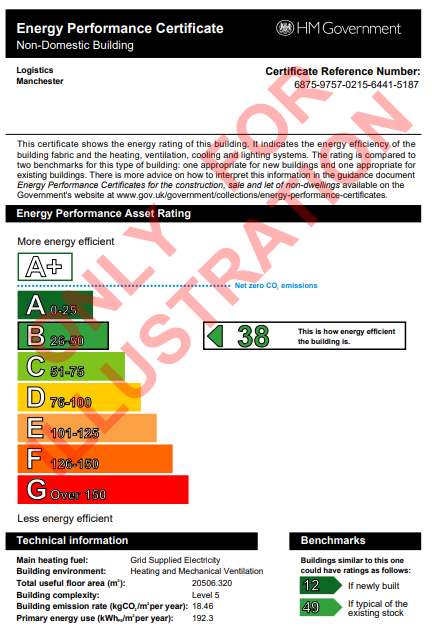 Energy Performance Certificate
Non-Domestic Building
HM Government
Logistics
Manchester
Certificate Reference Number:
6875-9757-0215-6441-5187
This certificate shows the energy rating of this building. It indicates the energy efficiency of the
building fabric and the heating, ventilation, cooling and lighting systems. The rating is compared to
two benchmarks for this type of building: one appropriate for new buildings and one appropriate for
existing buildings. There is more advice on how to interpret this information in the guidance document
Energy Performance Certificates for the construction, sale and let of non-dwellings available on the
Government's website at www.gov.uk/government/collections/energy-performance-certificates.
ONLY FOR
ILLUSTRATION
Energy Performance Asset Rating
More energy efficient
A+
Net zero CO₂ emissions
A 0-25
B 26-50
38
This is how energy efficient
the building is.
C 51-75
D 76-100
E 101-125
F 126-150
G Over 150
Less energy efficient
Technical information
Main heating fuel: Grid Supplied Electricity
Building environment: Heating and Mechanical Ventilation
Total useful floor area (m²): 20506.320
Building complexity: Level 5
Building emission rate (kgCO₂/m²per year): 18.46
Primary energy use (kWhₜₕ/m²per year): 192.3
Benchmarks
Buildings similar to this one
could have ratings as follows:
12 If newly built
49 If typical of the
existing stock